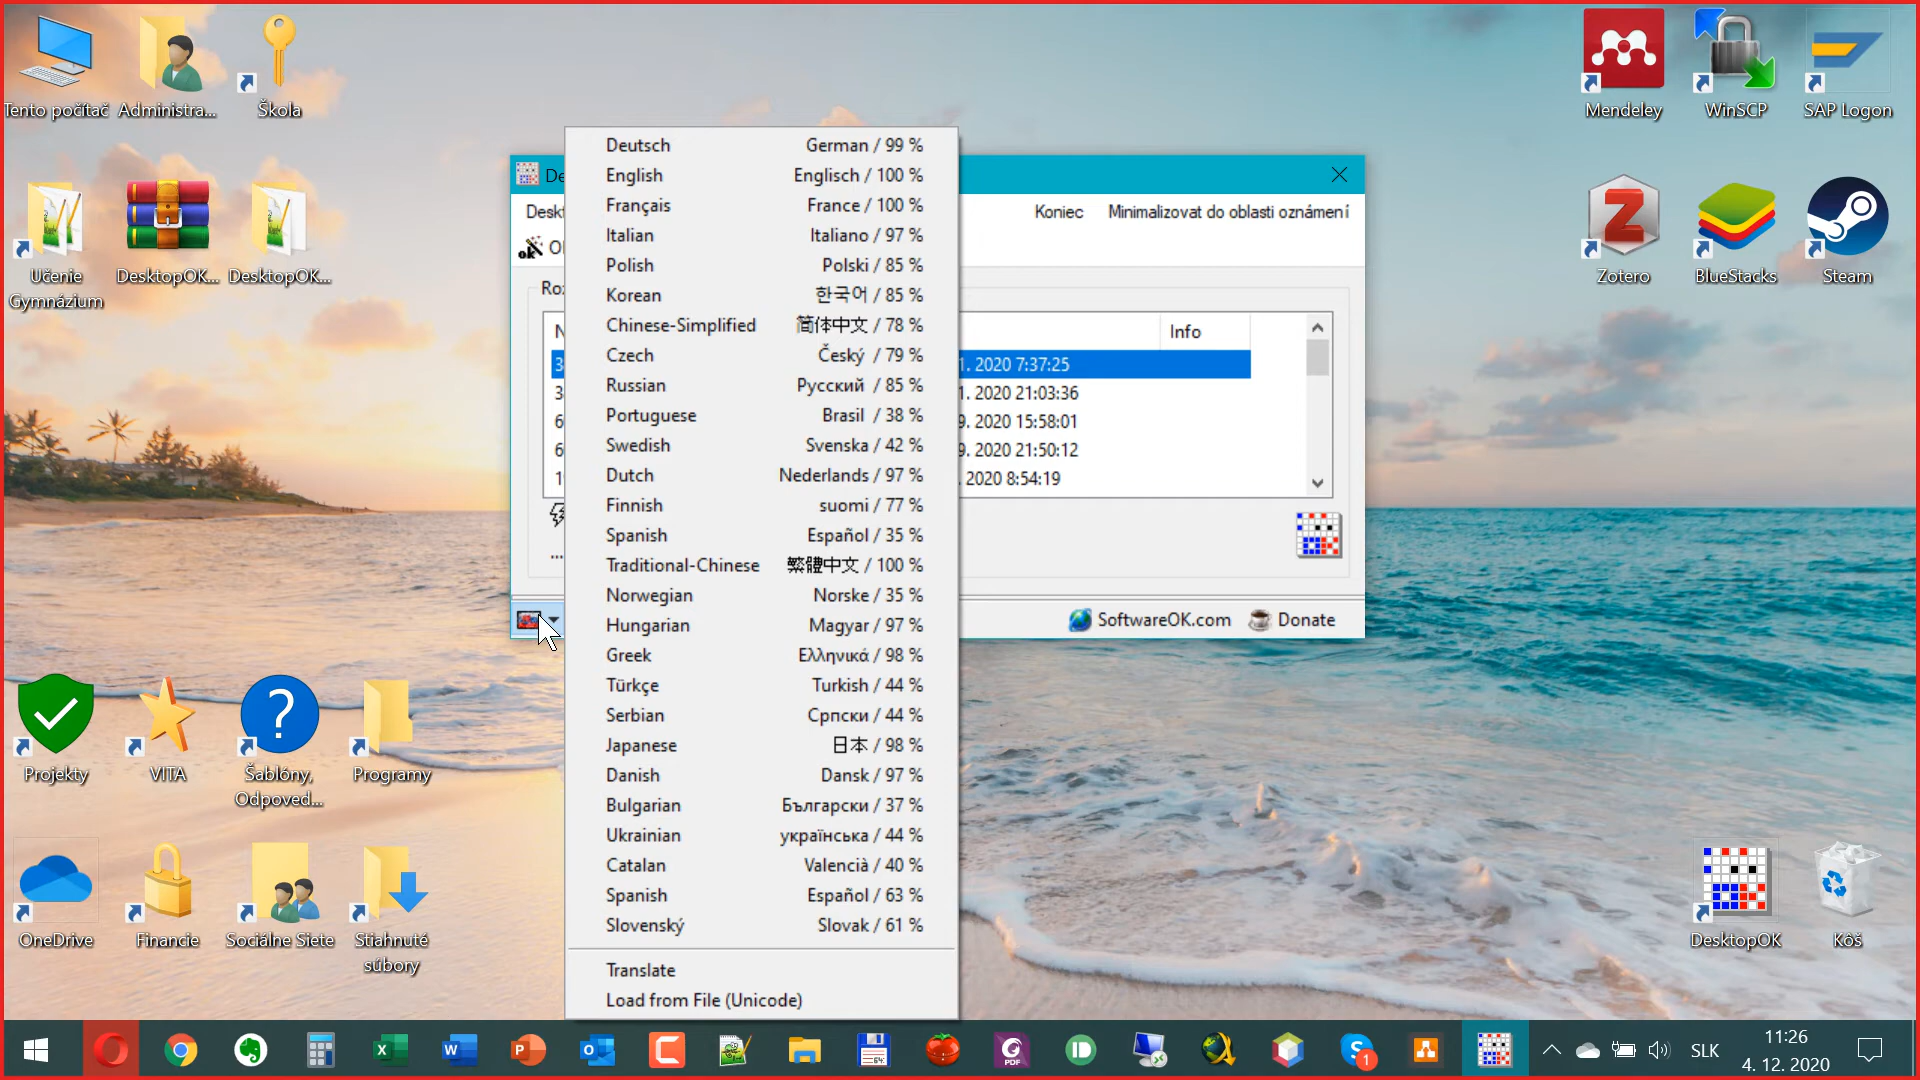 Tento počítač
Administra...
Škola
Mendeley
WinSCP
SAP Logon
Učenie
Gymnázium
DesktopOK...
DesktopOK...
Zotero
BlueStacks
Steam
Koniec
Minimalizovat do oblasti oznámení
Info
1. 2020 7:37:25
1. 2020 21:03:36
9. 2020 15:58:01
9. 2020 21:50:12
. 2020 8:54:19
...
SoftwareOK.com
Donate
Deutsch German / 99 %
English Englisch / 100 %
Français France / 100 %
Italian Italiano / 97 %
Polish Polski / 85 %
Korean 한국어 / 85 %
Chinese-Simplified 简体中文 / 78 %
Czech Český / 79 %
Russian Русский / 85 %
Portuguese Brasil / 38 %
Swedish Svenska / 42 %
Dutch Nederlands / 97 %
Finnish suomi / 77 %
Spanish Español / 35 %
Traditional-Chinese 繁體中文 / 100 %
Norwegian Norske / 35 %
Hungarian Magyar / 97 %
Greek Ελληνικά / 98 %
Türkçe Turkish / 44 %
Serbian Српски / 44 %
Japanese 日本 / 98 %
Danish Dansk / 97 %
Bulgarian Български / 37 %
Ukrainian українська / 44 %
Catalan Valencià / 40 %
Spanish Español / 63 %
Slovenský Slovak / 61 %
Translate
Load from File (Unicode)
Projekty
VITA
Šablóny,
Odpoved...
Programy
OneDrive
Financie
Sociálne Siete
Stiahnuté
súbory
DesktopOK
Kôš
SLK
11:26
4. 12. 2020